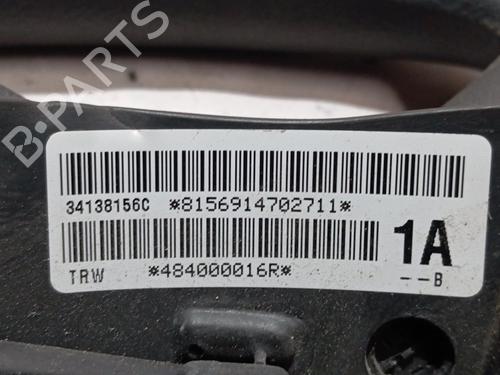 B-PARTS
34138156C *8156914702711*
1A
TRW *484000016R*
--B